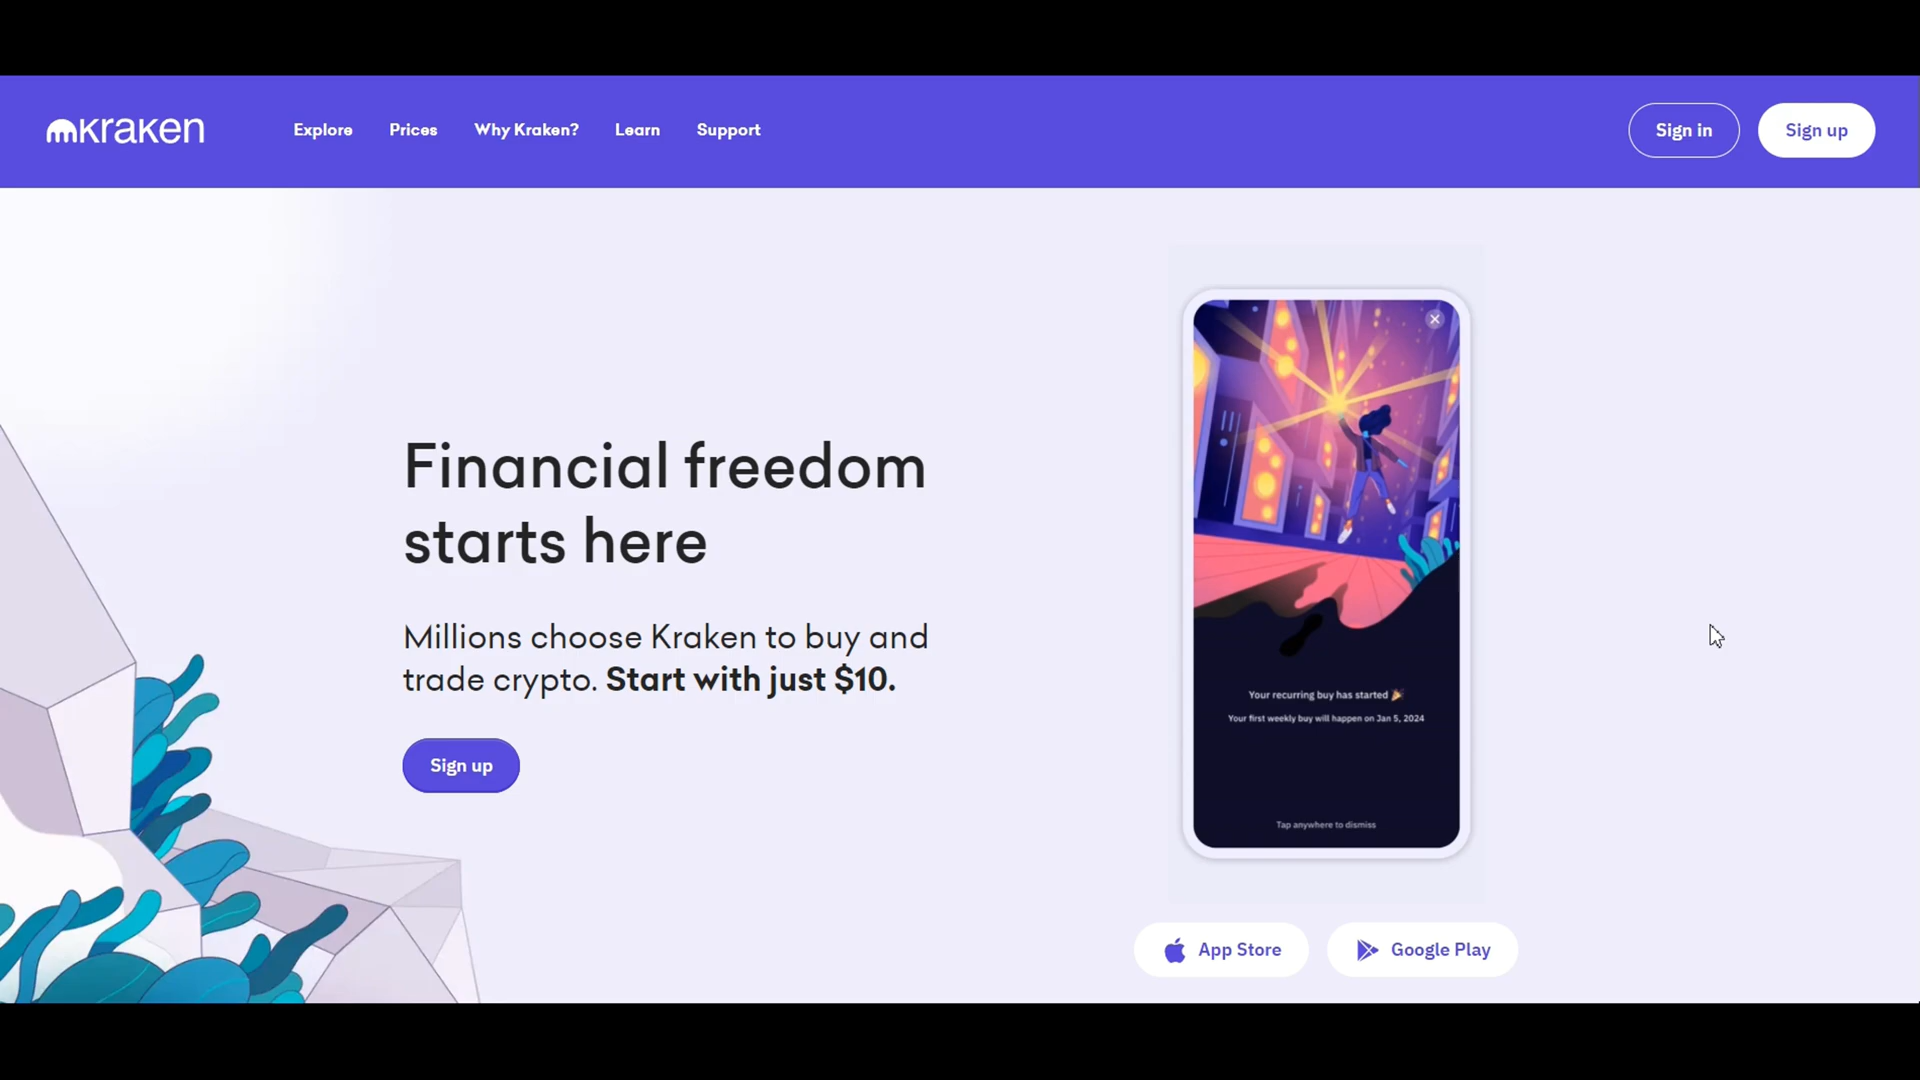 mkraken
Explore
Prices
Why Kraken?
Learn
Support
Sign in
Sign up
Financial freedom
starts here
Millions choose Kraken to buy and
trade crypto. Start with just $10.
Sign up
Your recurring buy has started 🎉
Your first weekly buy will happen on Jan 5, 2024
Tap anywhere to dismiss
App Store
Google Play